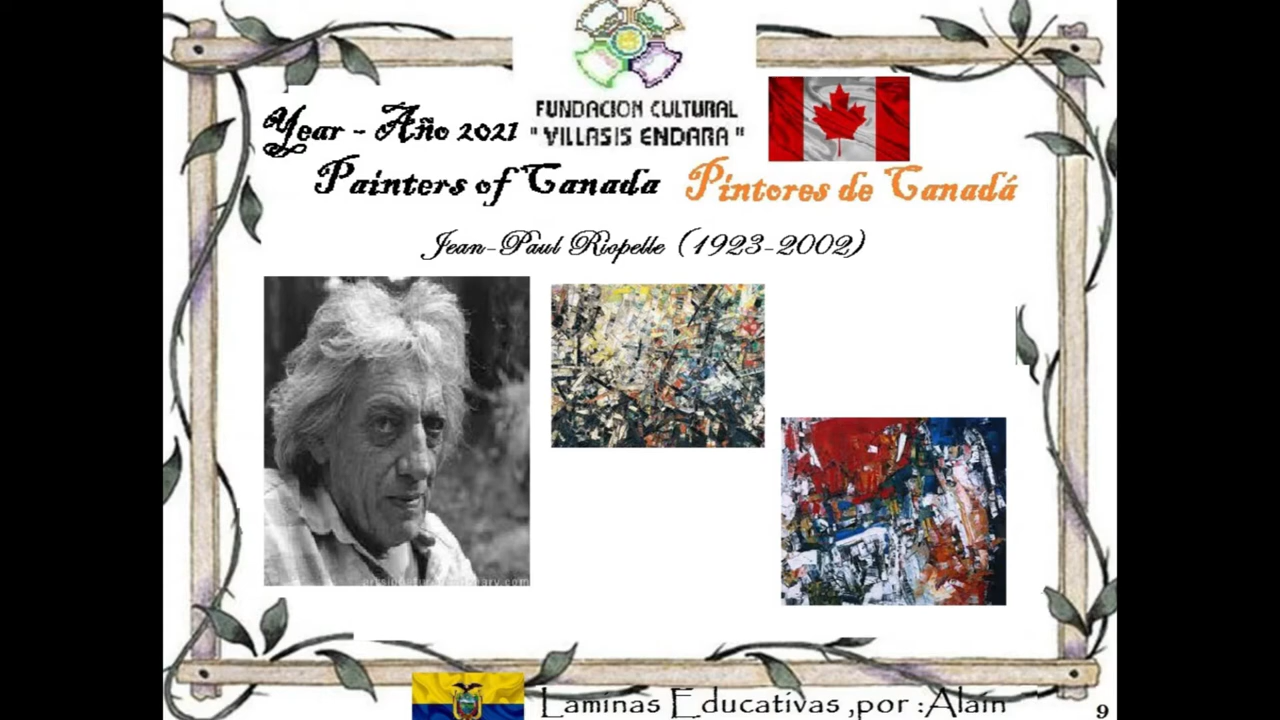 FUNDACION CULTURAL
" VILLASIS ENDARA "
Year - Año 2021
Painters of Canada Pintores de Canadá
Jean-Paul Riopelle (1923-2002)
Laminas Educativas ,por :Alain
9